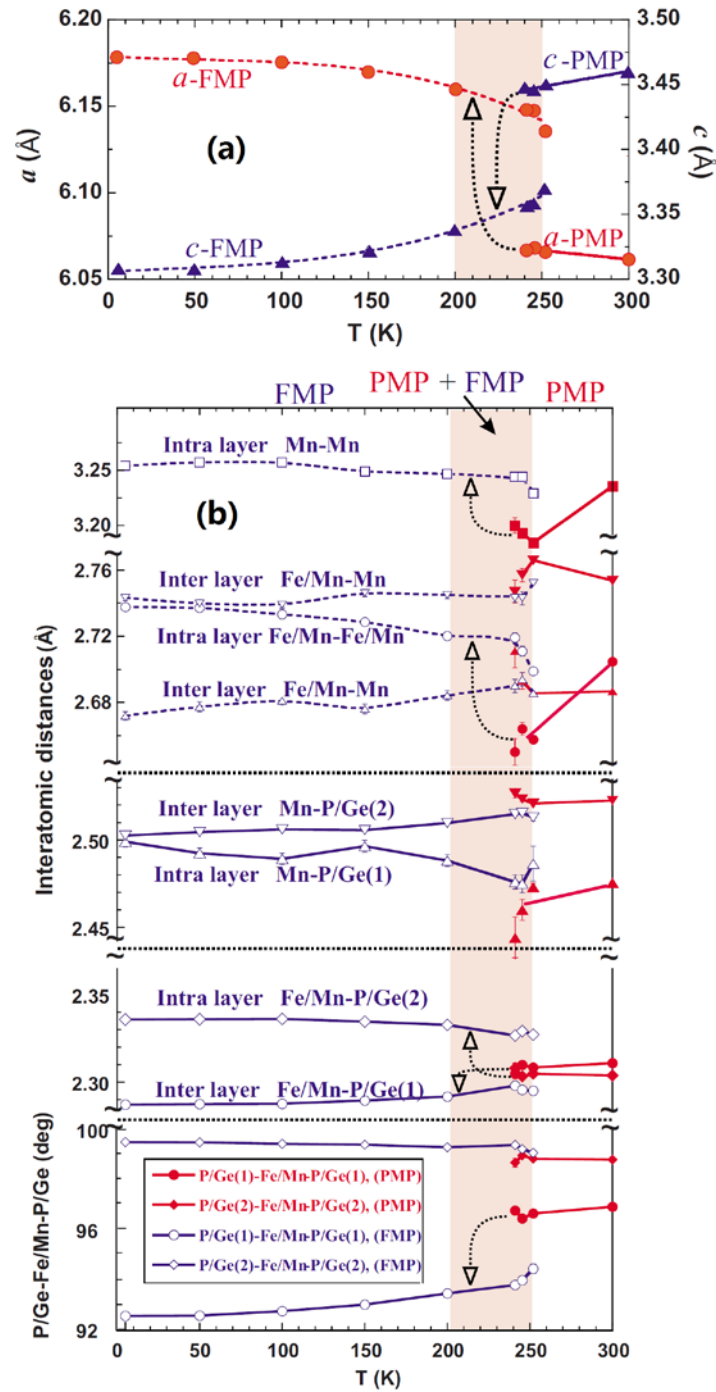 6.20
6.15
6.10
6.05
a (Å)
3.50
3.45
3.40
3.35
3.30
c (Å)
c-PMP
a-FMP
(a)
c-FMP
a-PMP
0 50 100 150 200 250 300
T (K)
PMP + FMP
FMP
PMP
Intra layer Mn-Mn
(b)
Inter layer Fe/Mn-Mn
Intra layer Fe/Mn-Fe/Mn
Inter layer Fe/Mn-Mn
Inter layer Mn-P/Ge(2)
Intra layer Mn-P/Ge(1)
Intra layer Fe/Mn-P/Ge(2)
Inter layer Fe/Mn-P/Ge(1)
3.25
3.20
2.76
2.72
2.68
2.50
2.45
2.35
2.30
100
96
92
Interatomic distances (Å)
P/Ge-Fe/Mn-P/Ge (deg)
P/Ge(1)-Fe/Mn-P/Ge(1), (PMP)
P/Ge(2)-Fe/Mn-P/Ge(2), (PMP)
P/Ge(1)-Fe/Mn-P/Ge(1), (FMP)
P/Ge(2)-Fe/Mn-P/Ge(2), (FMP)
0 50 100 150 200 250 300
T (K)